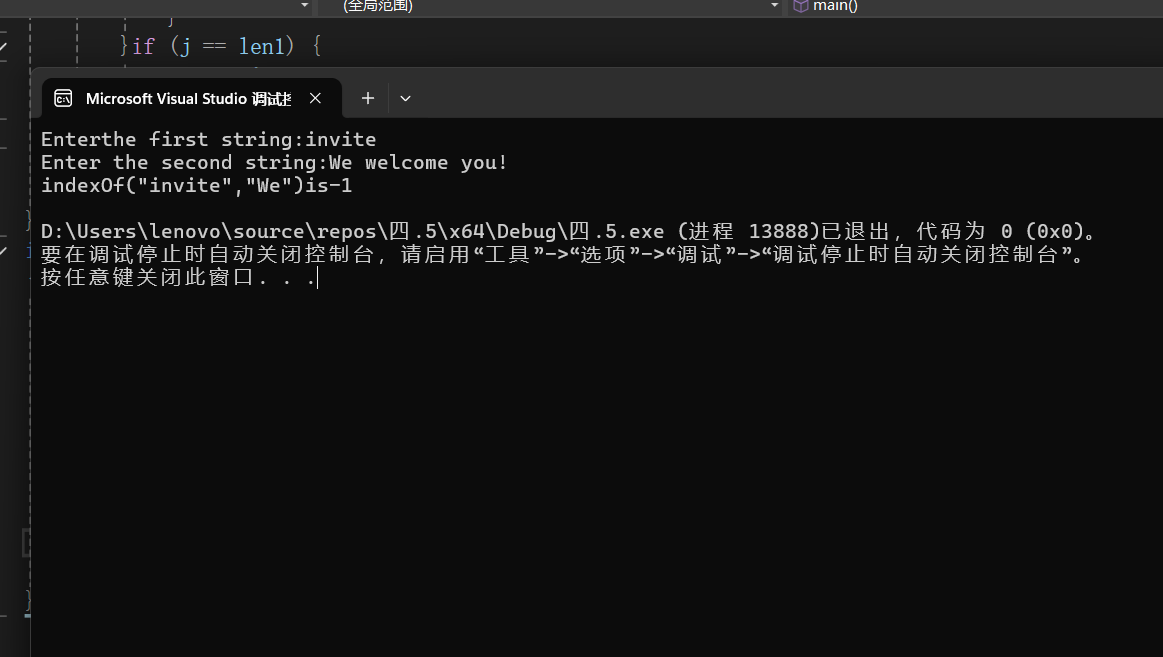 (全局范围)
main()
}
}if (j == len1) {
Microsoft Visual Studio 调试控
Enterthe first string:invite
Enter the second string:We welcome you!
indexOf("invite","We")is-1
D:\Users\lenovo\source\repos\四.5\x64\Debug\四.5.exe (进程 13888)已退出，代码为 0 (0x0)。
要在调试停止时自动关闭控制台，请启用“工具”->“选项”->“调试”->“调试停止时自动关闭控制台”。
按任意键关闭此窗口. . .
}
}